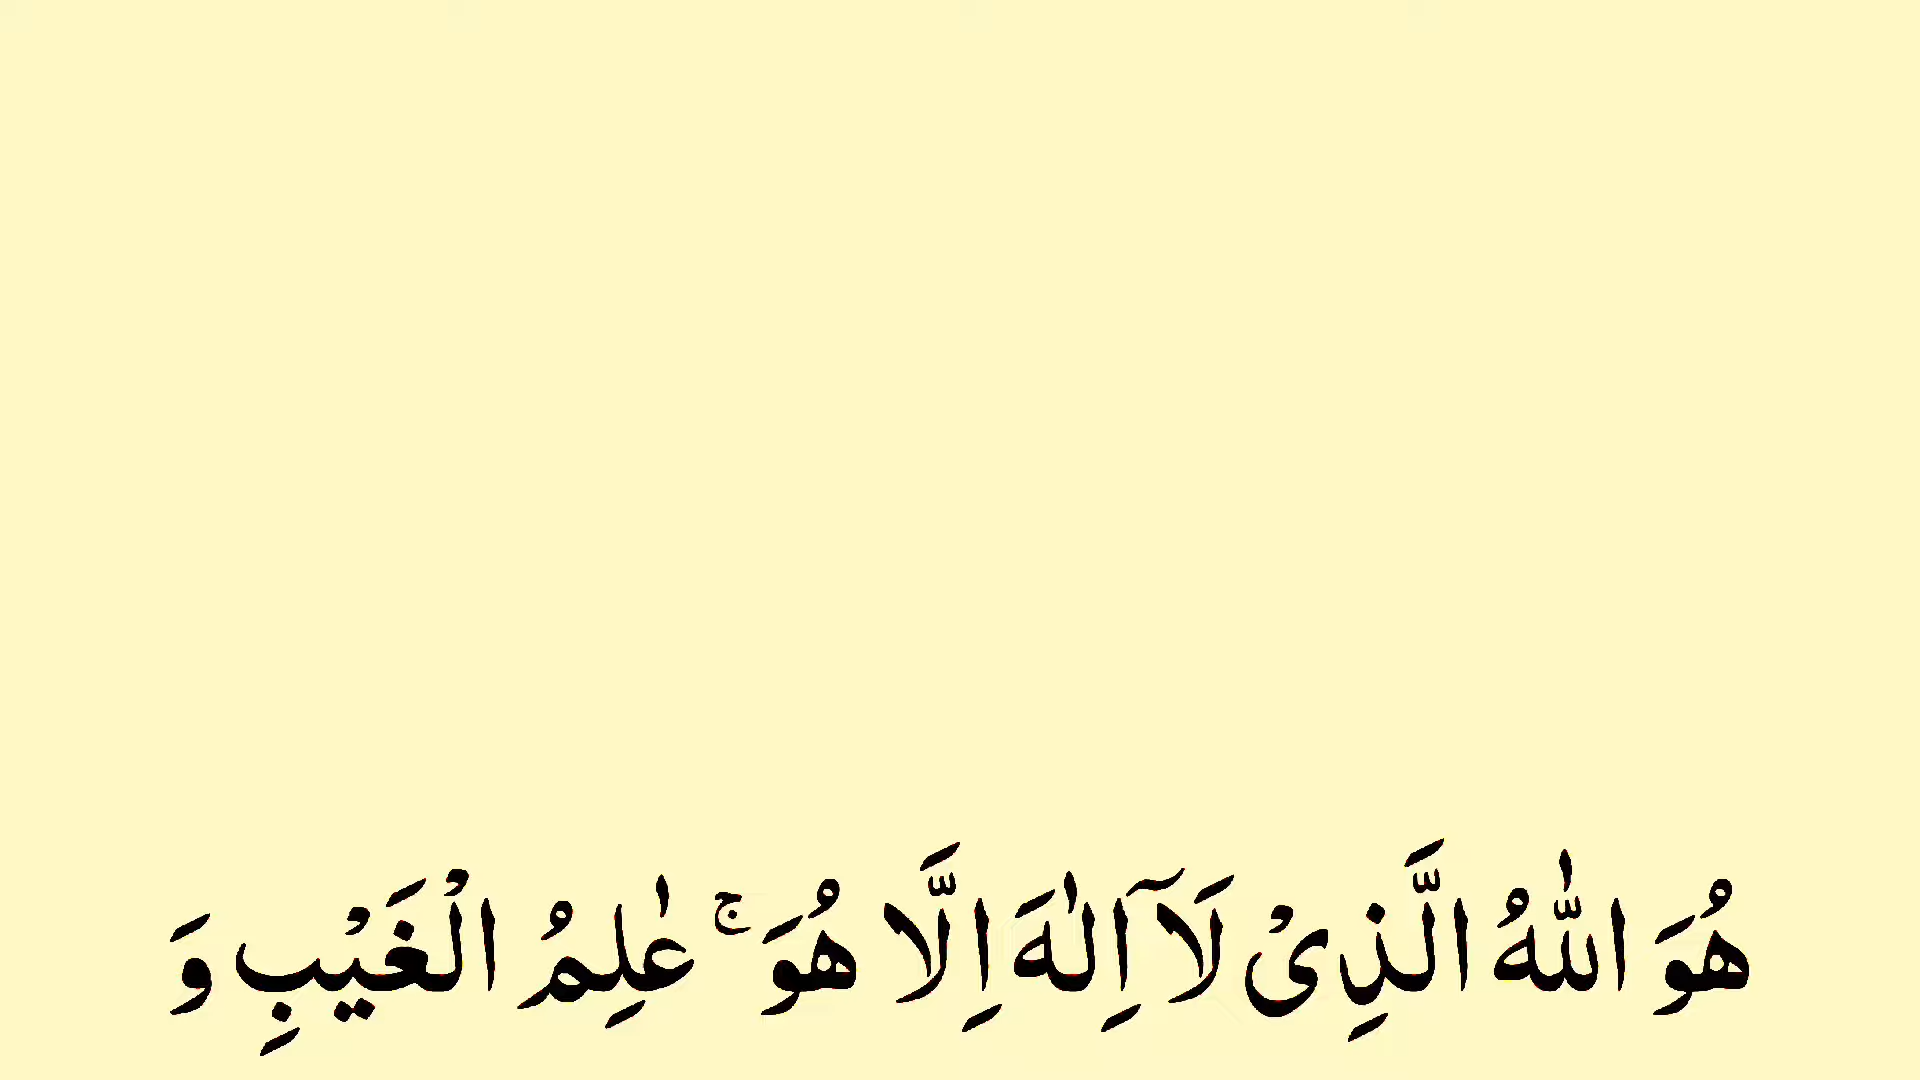 هُوَ اللّٰهُ الَّذِیْ لَاۤ اِلٰهَ اِلَّا هُوَ ۚ عٰلِمُ الْغَیْبِ وَ